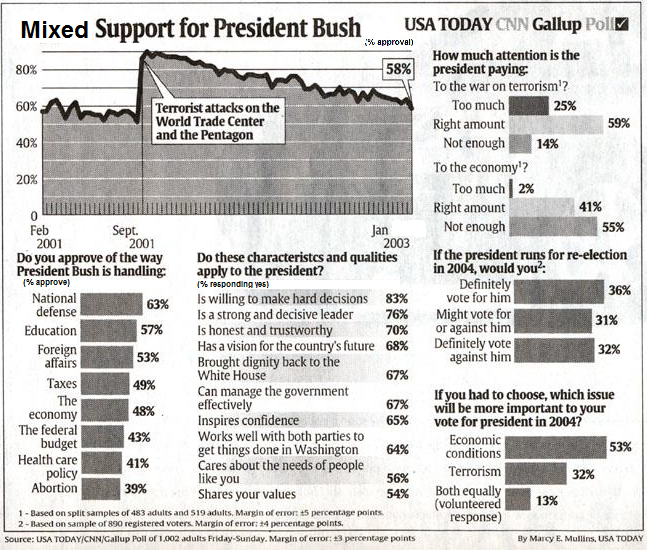 Mixed Support for President Bush
(% approval)
USA TODAY CNN Gallup Poll
80%
60%
40%
20%
0
58%
Terrorist attacks on the
World Trade Center
and the Pentagon
Feb
2001
Sept.
2001
Jan
2003
How much attention is the
president paying:
To the war on terrorism¹?
Too much 25%
Right amount 59%
Not enough 14%
To the economy¹?
Too much 2%
Right amount 41%
Not enough 55%
Do you approve of the way
President Bush is handling:
(% approve)
National
defense 63%
Education 57%
Foreign
affairs 53%
Taxes 49%
The
economy 48%
The federal
budget 43%
Health care
policy 41%
Abortion 39%
Do these characteristcs and qualities
apply to the president?
(% responding yes)
Is willing to make hard decisions 83%
Is a strong and decisive leader 76%
Is honest and trustworthy 70%
Has a vision for the country's future 68%
Brought dignity back to the
White House 67%
Can manage the government
effectively 67%
Inspires confidence 65%
Works well with both parties to
get things done in Washington 64%
Cares about the needs of people
like you 56%
Shares your values 54%
If the president runs for re-election
in 2004, would you²:
Definitely
vote for him 36%
Might vote for
or against him 31%
Definitely vote
against him 32%
If you had to choose, which issue
will be more important to your
vote for president in 2004?
Economic
conditions 53%
Terrorism 32%
Both equally
(volunteered
response) 13%
1 - Based on split samples of 483 adults and 519 adults. Margin of error: ±5 percentage points.
2 - Based on sample of 890 registered voters. Margin of error: ±4 percentage points.
Source: USA TODAY/CNN/Gallup Poll of 1,002 adults Friday-Sunday. Margin of error: ±3 percentage points
By Marcy E. Mullins, USA TODAY